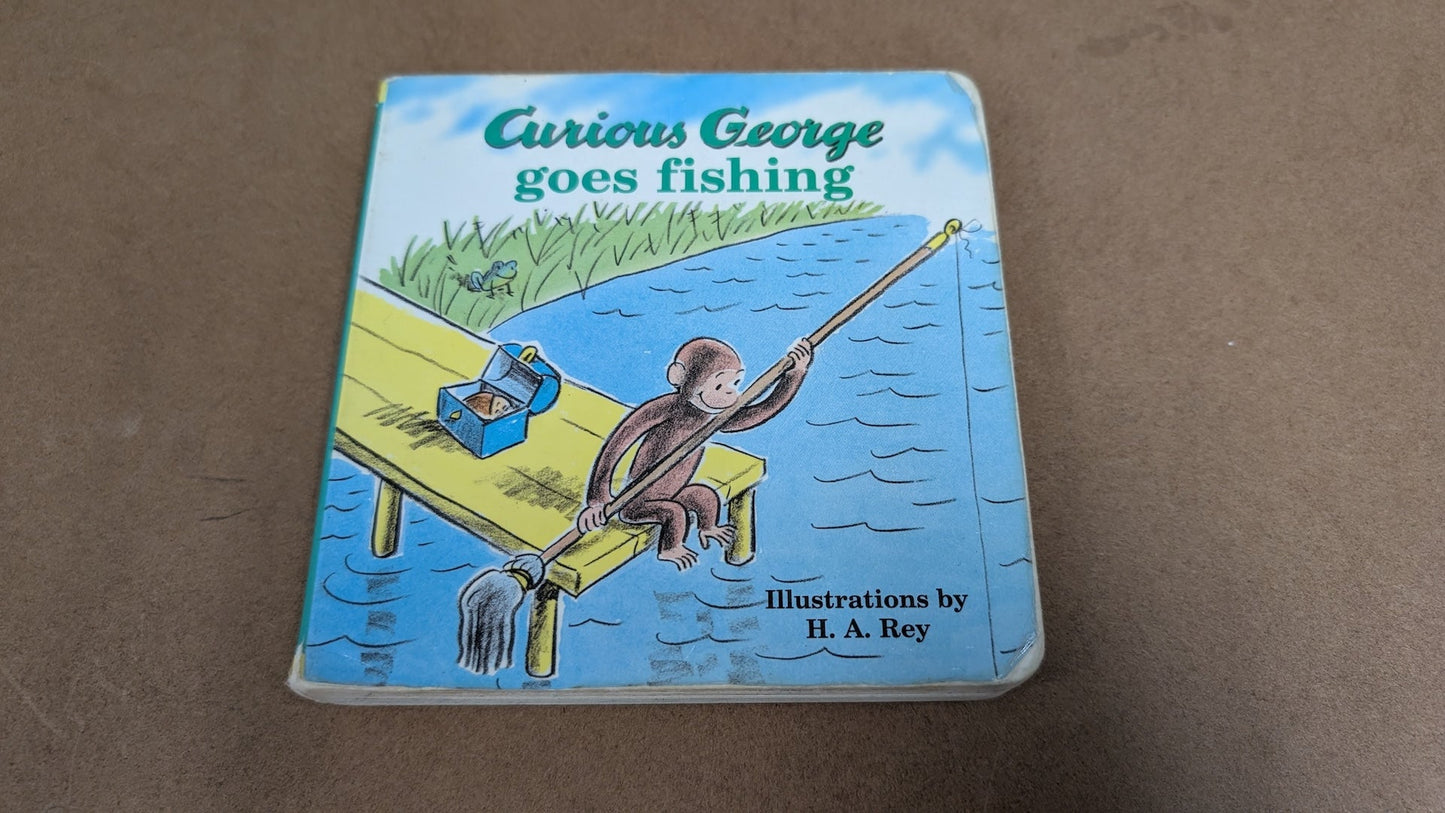 Curious George
goes fishing
Illustrations by
H. A. Rey